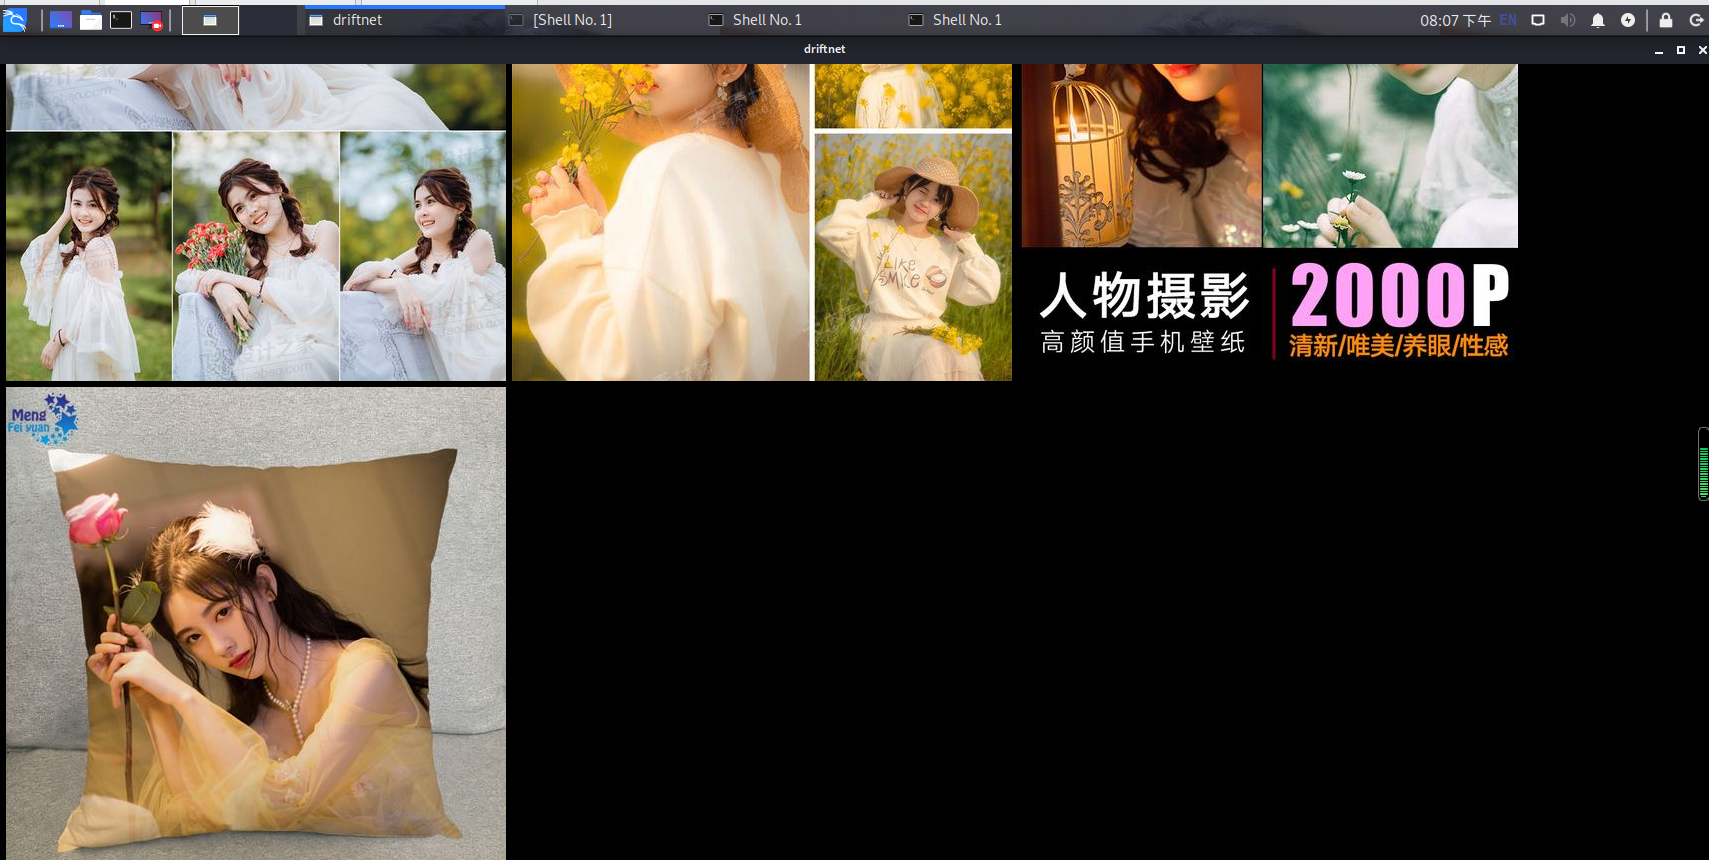 driftnet
[Shell No. 1]
Shell No. 1
Shell No. 1
08:07 下午
EN
driftnet
LIKE
SMILE
人物摄影
高颜值手机壁纸
2000P
清新/唯美/养眼/性感
Meng
Fei yuan